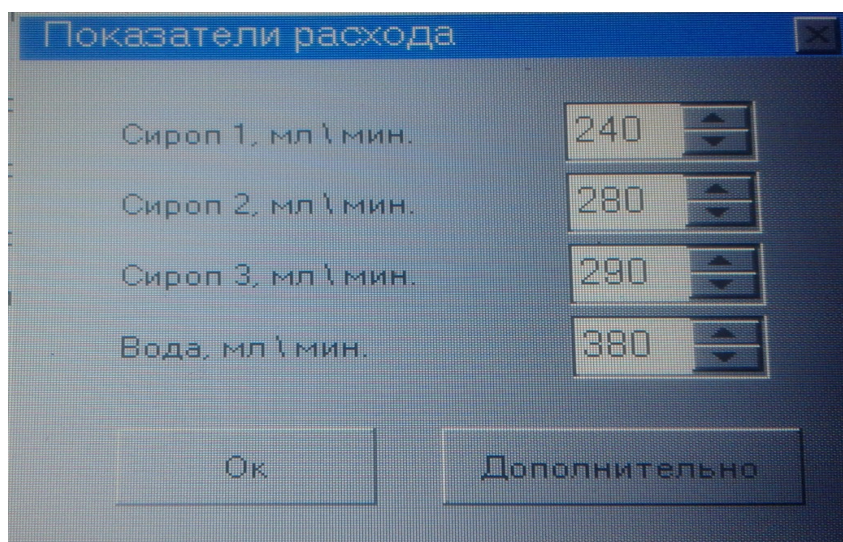 Показатели расхода
Сироп 1, мл \ мин. 240
Сироп 2, мл \ мин. 280
Сироп 3, мл \ мин. 290
Вода, мл \ мин. 380
Ок Дополнительно